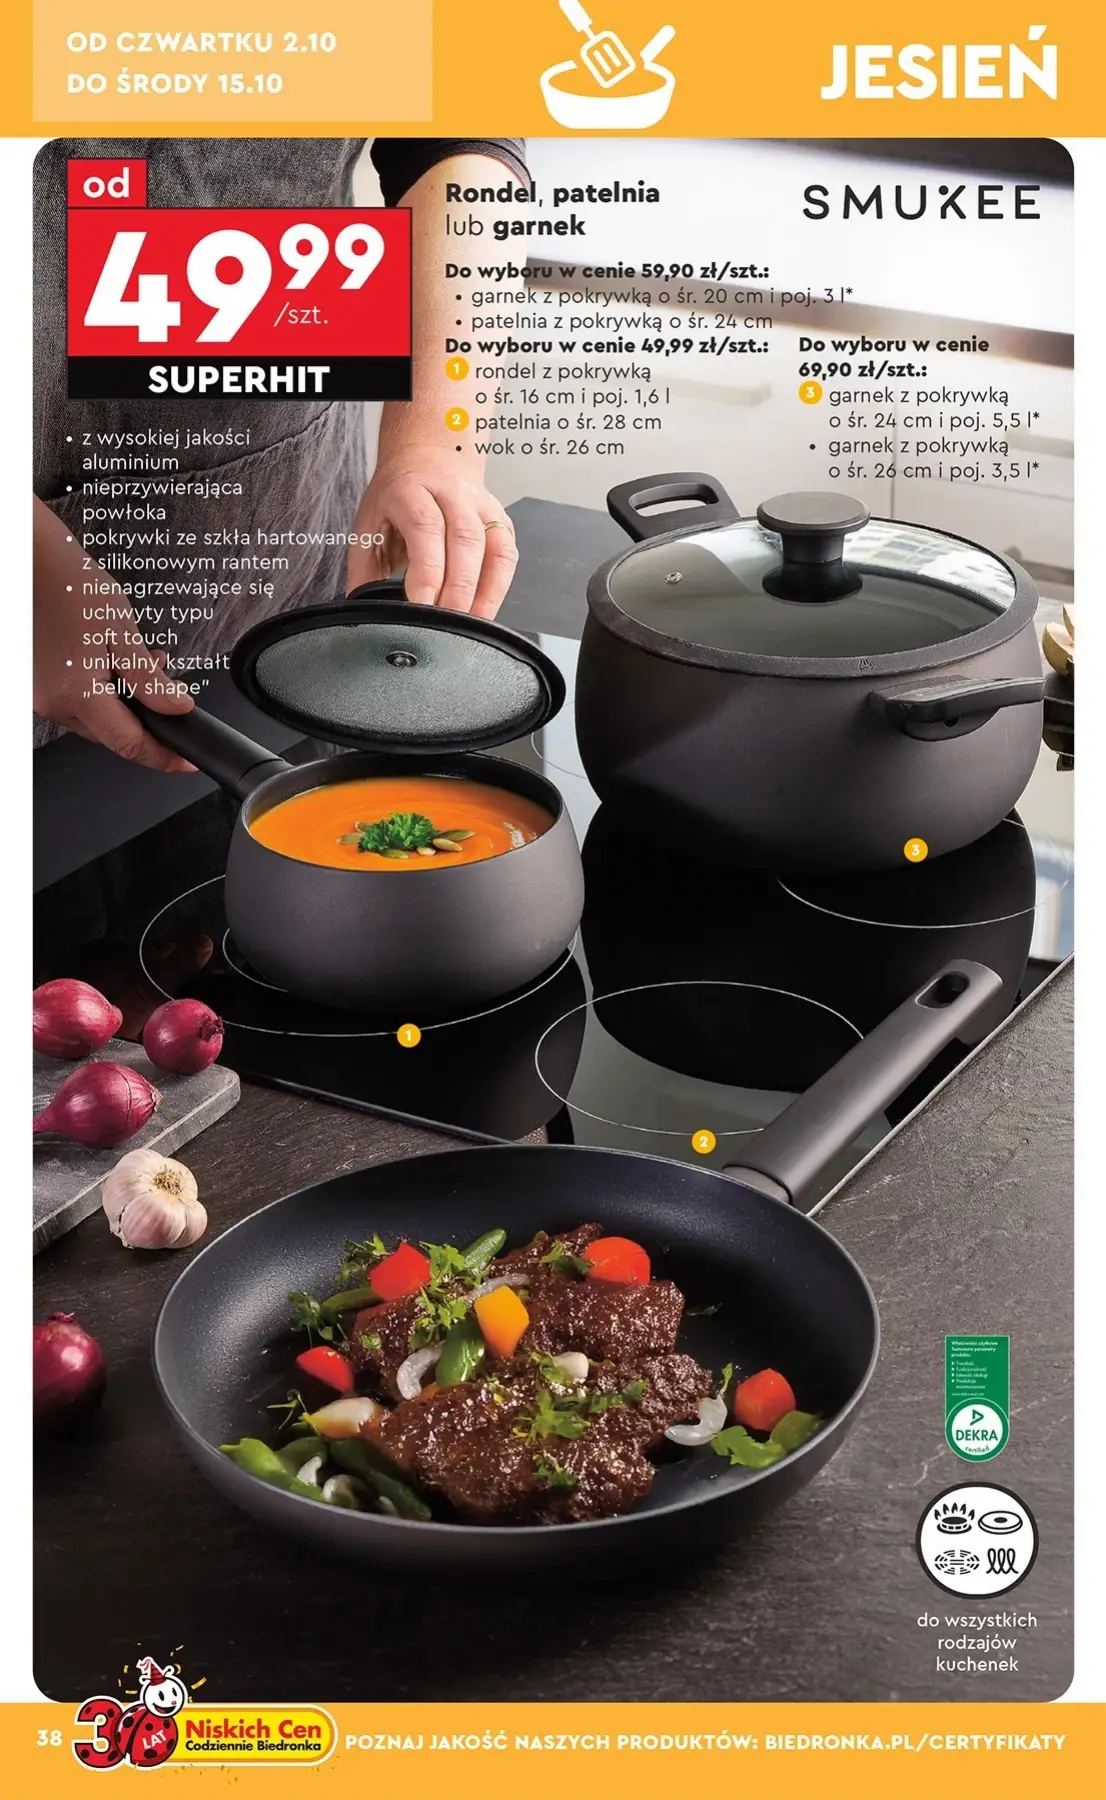 OD CZWARTKU 2.10
DO ŚRODY 15.10
JESIEŃ
od
49 99
/szt.
SUPERHIT
Rondel, patelnia
lub garnek
SMUKEE
Do wyboru w cenie 59,90 zł/szt.:
• garnek z pokrywką o śr. 20 cm i poj. 3 l*
• patelnia z pokrywką o śr. 24 cm
Do wyboru w cenie 49,99 zł/szt.:
1 rondel z pokrywką
o śr. 16 cm i poj. 1,6 l
2 patelnia o śr. 28 cm
• wok o śr. 26 cm
Do wyboru w cenie
69,90 zł/szt.:
3 garnek z pokrywką
o śr. 24 cm i poj. 5,5 l*
• garnek z pokrywką
o śr. 26 cm i poj. 3,5 l*
• z wysokiej jakości
aluminium
• nieprzywierająca
powłoka
• pokrywki ze szkła hartowanego
z silikonowym rantem
• nienagrzewające się
uchwyty typu
soft touch
• unikalny kształt
„belly shape”
3
1
2
DEKRA
certified
do wszystkich
rodzajów
kuchenek
38
30
LAT
Niskich Cen
Codziennie Biedronka
POZNAJ JAKOŚĆ NASZYCH PRODUKTÓW: BIEDRONKA.PL/CERTYFIKATY